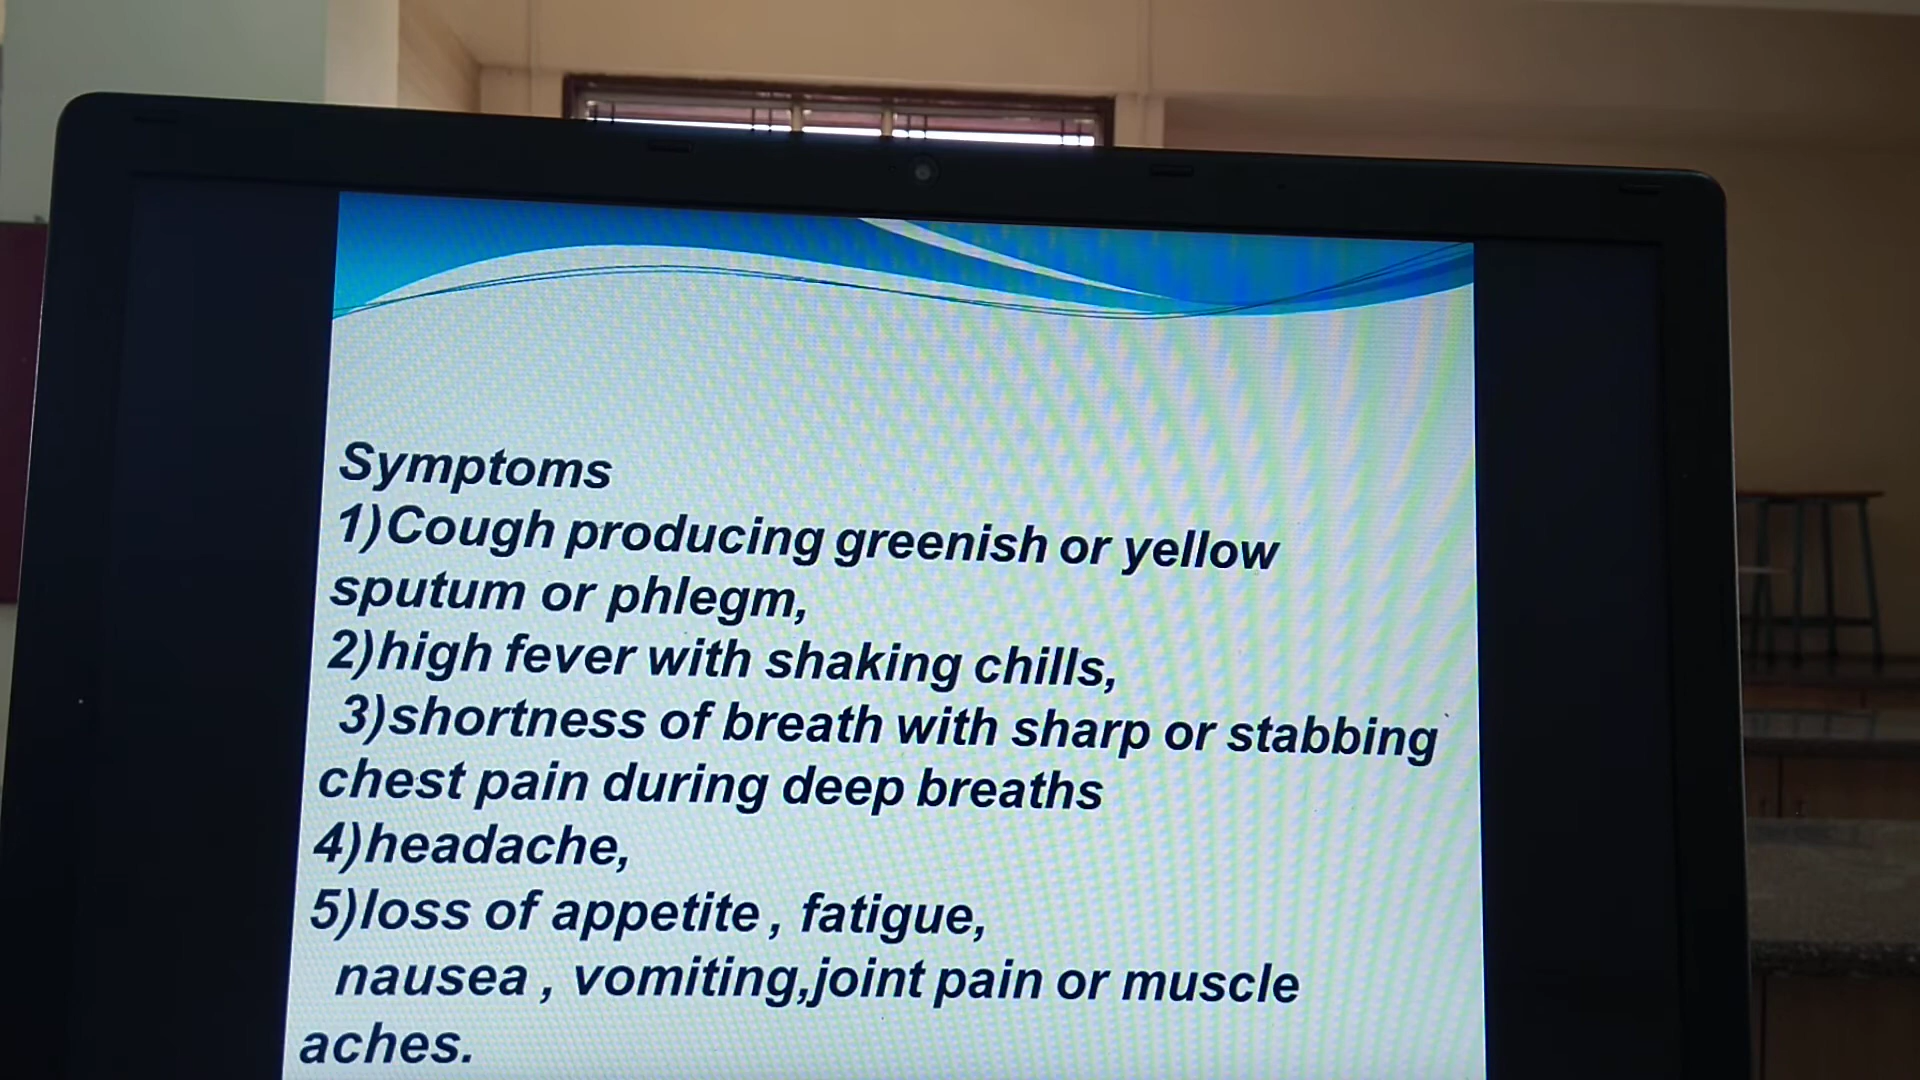 Symptoms
1)Cough producing greenish or yellow
sputum or phlegm,
2)high fever with shaking chills,
3)shortness of breath with sharp or stabbing
chest pain during deep breaths
4)headache,
5)loss of appetite , fatigue,
nausea , vomiting,joint pain or muscle
aches.